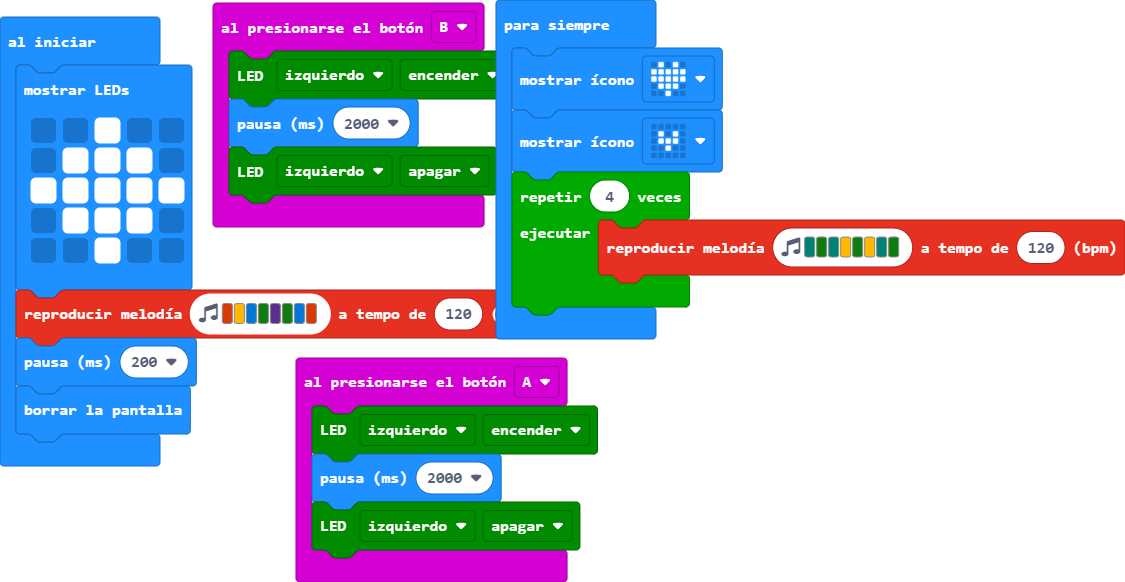 al iniciar
mostrar LEDs
reproducir melodía a tempo de 120 (
pausa (ms) 200
borrar la pantalla
al presionarse el botón B
LED izquierdo encender
pausa (ms) 2000
LED izquierdo apagar
para siempre
mostrar ícono
mostrar ícono
repetir 4 veces
ejecutar
reproducir melodía a tempo de 120 (bpm)
al presionarse el botón A
LED izquierdo encender
pausa (ms) 2000
LED izquierdo apagar